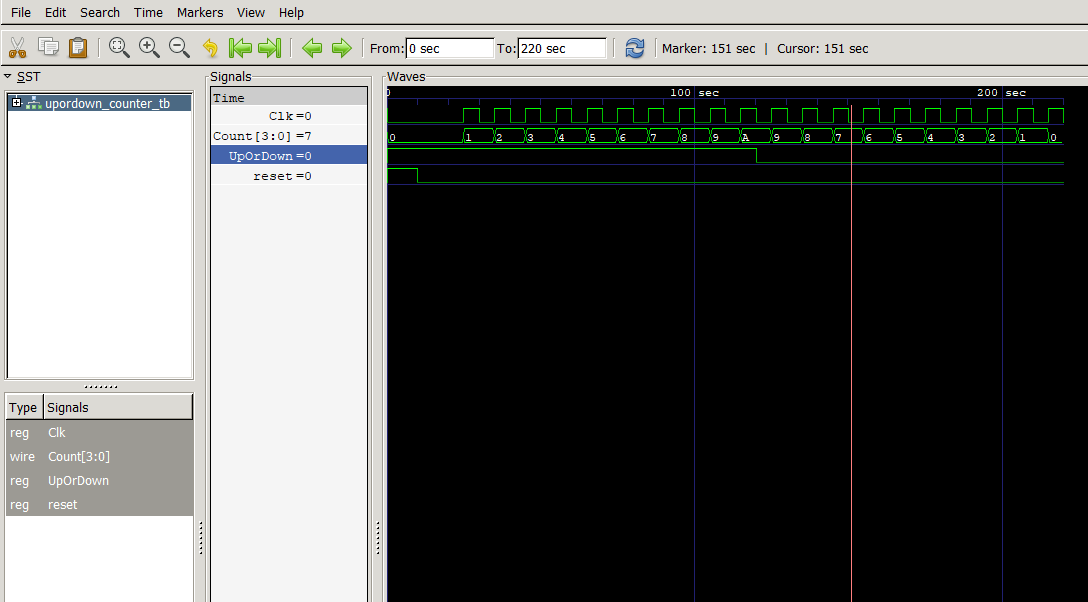 File Edit Search Time Markers View Help
From: 0 sec To: 220 sec Marker: 151 sec | Cursor: 151 sec
SST
upordown_counter_tb
Type Signals
reg Clk
wire Count[3:0]
reg UpOrDown
reg reset
Signals
Time
Clk =0
Count[3:0] =7
UpOrDown =0
reset =0
Waves
0 100 sec 200 sec
0 1 2 3 4 5 6 7 8 9 A 9 8 7 6 5 4 3 2 1 0